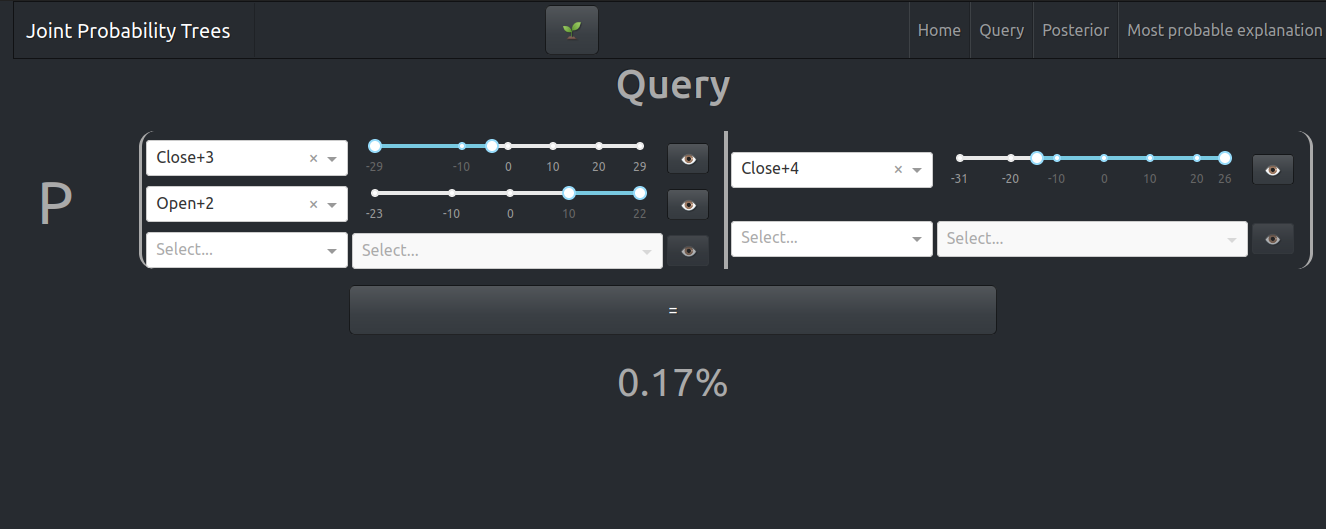 Joint Probability Trees
Home Query Posterior Most probable explanation
Query
P
Close+3 ×
-29 -10 0 10 20 29
Open+2 ×
-23 -10 0 10 22
Select... Select...
Close+4 ×
-31 -20 -10 0 10 20 26
Select... Select...
=
0.17%